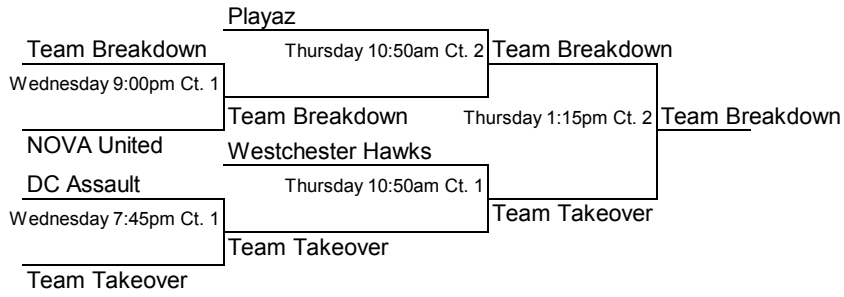 Playaz
Team Breakdown
Thursday 10:50am Ct. 2
Team Breakdown
Wednesday 9:00pm Ct. 1
Team Breakdown
Thursday 1:15pm Ct. 2
Team Breakdown
NOVA United
Westchester Hawks
DC Assault
Thursday 10:50am Ct. 1
Wednesday 7:45pm Ct. 1
Team Takeover
Team Takeover
Team Takeover